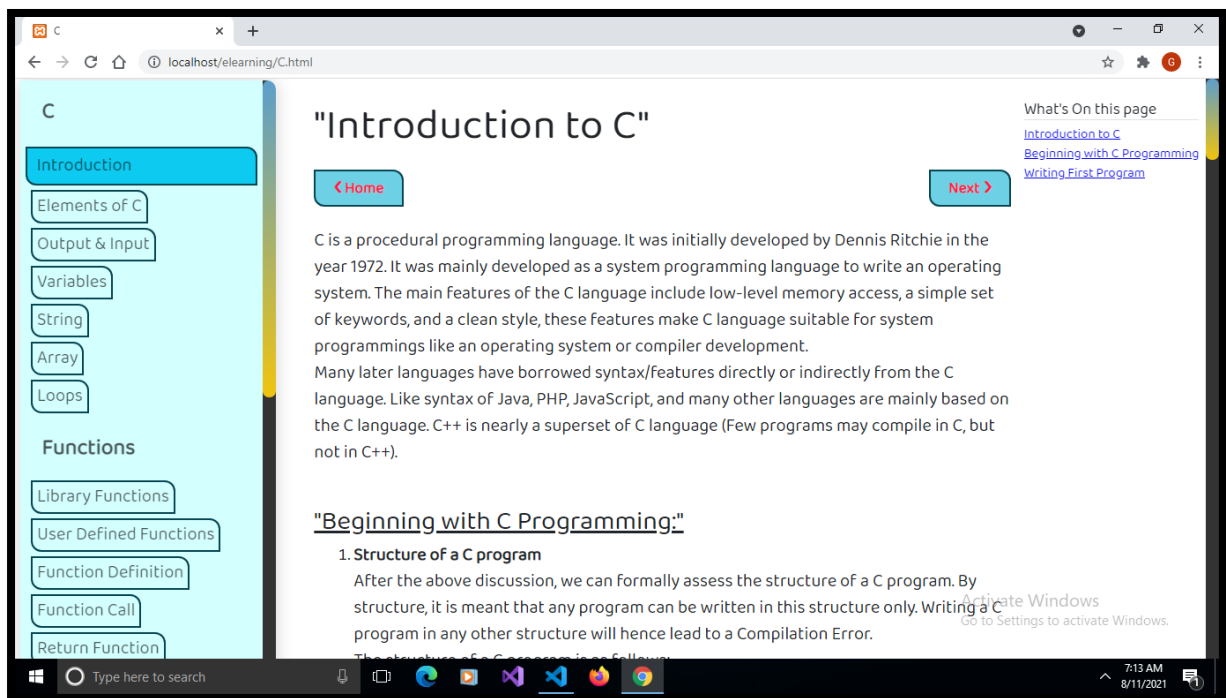 C
localhost/elearning/C.html
G
C
Introduction
Elements of C
Output & Input
Variables
String
Array
Loops
Functions
Library Functions
User Defined Functions
Function Definition
Function Call
Return Function
"Introduction to C"
Home
Next
C is a procedural programming language. It was initially developed by Dennis Ritchie in the
year 1972. It was mainly developed as a system programming language to write an operating
system. The main features of the C language include low-level memory access, a simple set
of keywords, and a clean style, these features make C language suitable for system
programmings like an operating system or compiler development.
Many later languages have borrowed syntax/features directly or indirectly from the C
language. Like syntax of Java, PHP, JavaScript, and many other languages are mainly based on
the C language. C++ is nearly a superset of C language (Few programs may compile in C, but
not in C++).
"Beginning with C Programming:"
1. Structure of a C program
After the above discussion, we can formally assess the structure of a C program. By
structure, it is meant that any program can be written in this structure only. Writing a C
program in any other structure will hence lead to a Compilation Error.
The structure of a C program is as follows:
What's On this page
Introduction to C
Beginning with C Programming
Writing First Program
Activate Windows
Go to Settings to activate Windows.
Type here to search
7:13 AM
8/11/2021
1